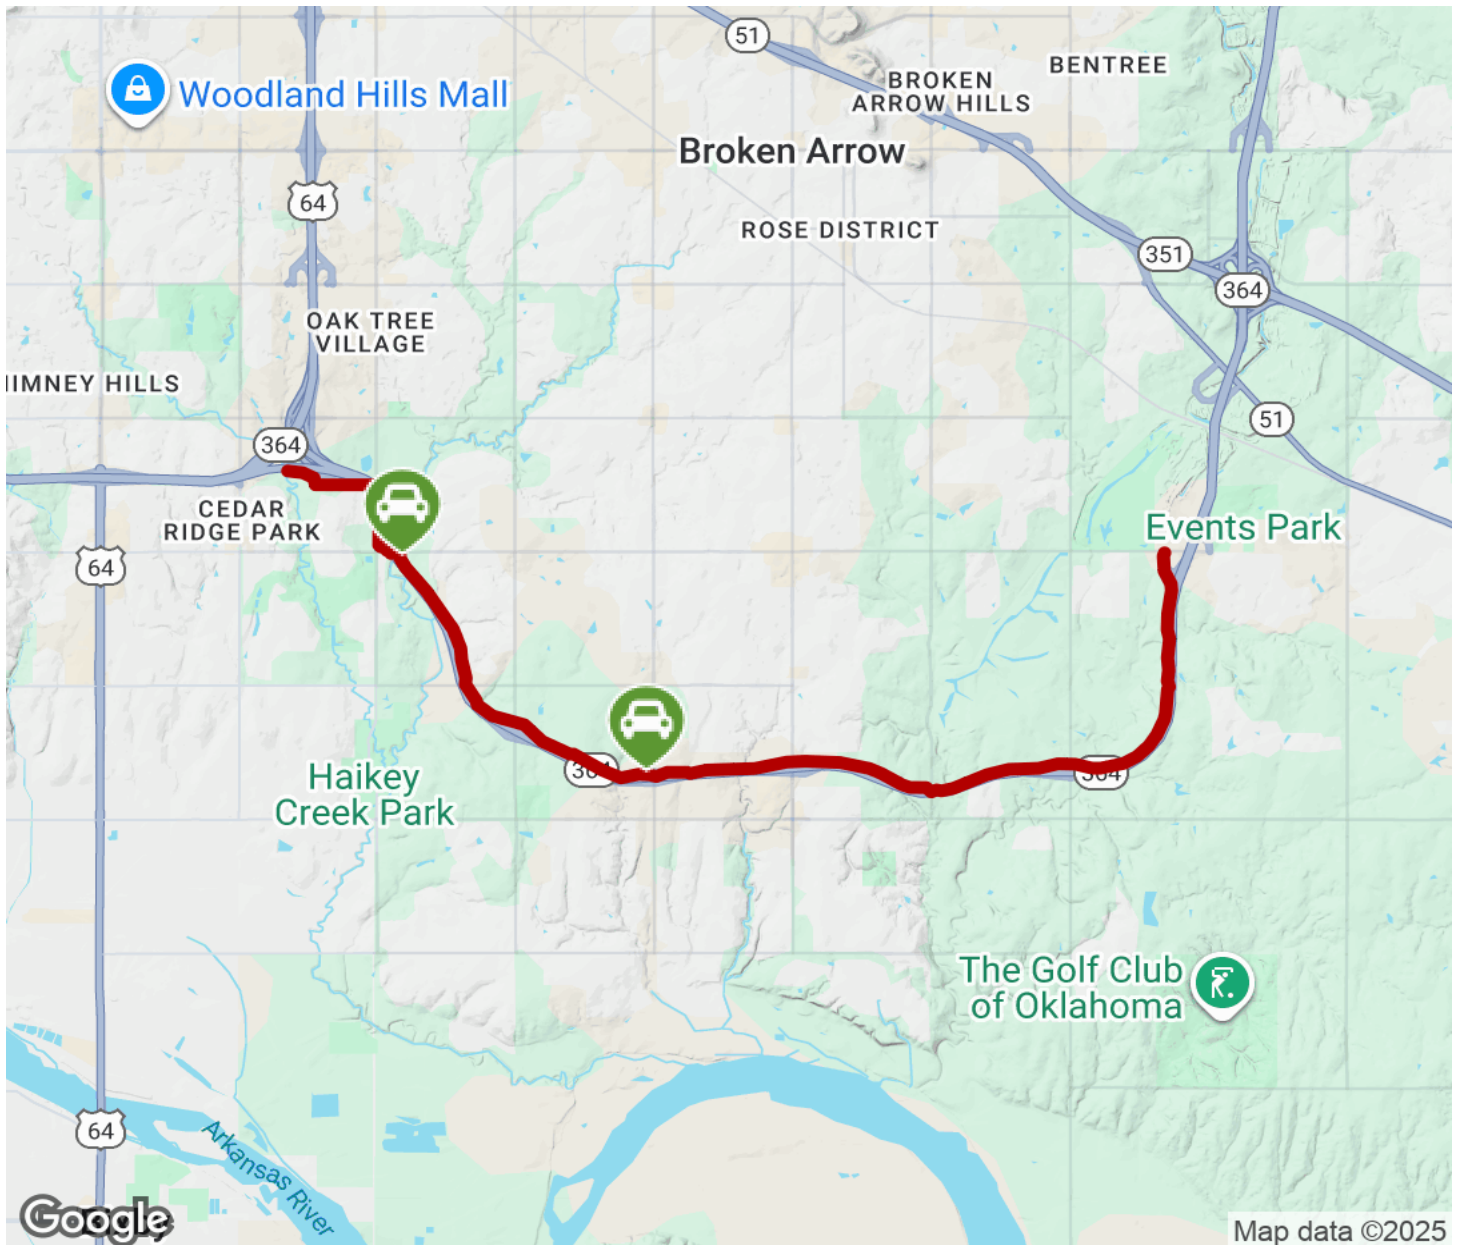 51
BENTREE
BROKEN
ARROW HILLS
Woodland Hills Mall
Broken Arrow
64
ROSE DISTRICT
351
364
OAK TREE
VILLAGE
IMNEY HILLS
51
364
CEDAR
RIDGE PARK
Events Park
64
364
364
Haikey
Creek Park
The Golf Club
of Oklahoma
64
Arkansas River
Google
Map data ©2025